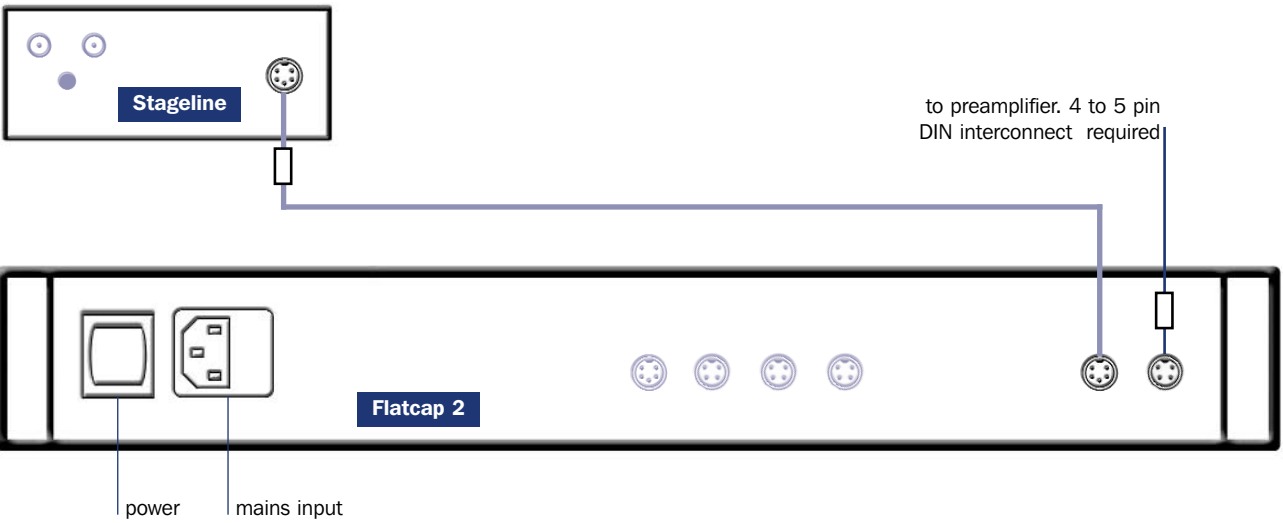 Stageline
to preamplifier. 4 to 5 pin
DIN interconnect required
Flatcap 2
power
mains input